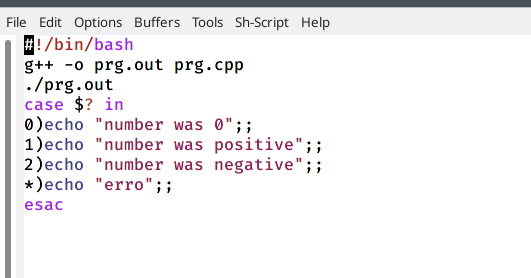 File Edit Options Buffers Tools Sh-Script Help
#!/bin/bash
g++ -o prg.out prg.cpp
./prg.out
case $? in
0)echo "number was 0";;
1)echo "number was positive";;
2)echo "number was negative";;
*)echo "erro";;
esac